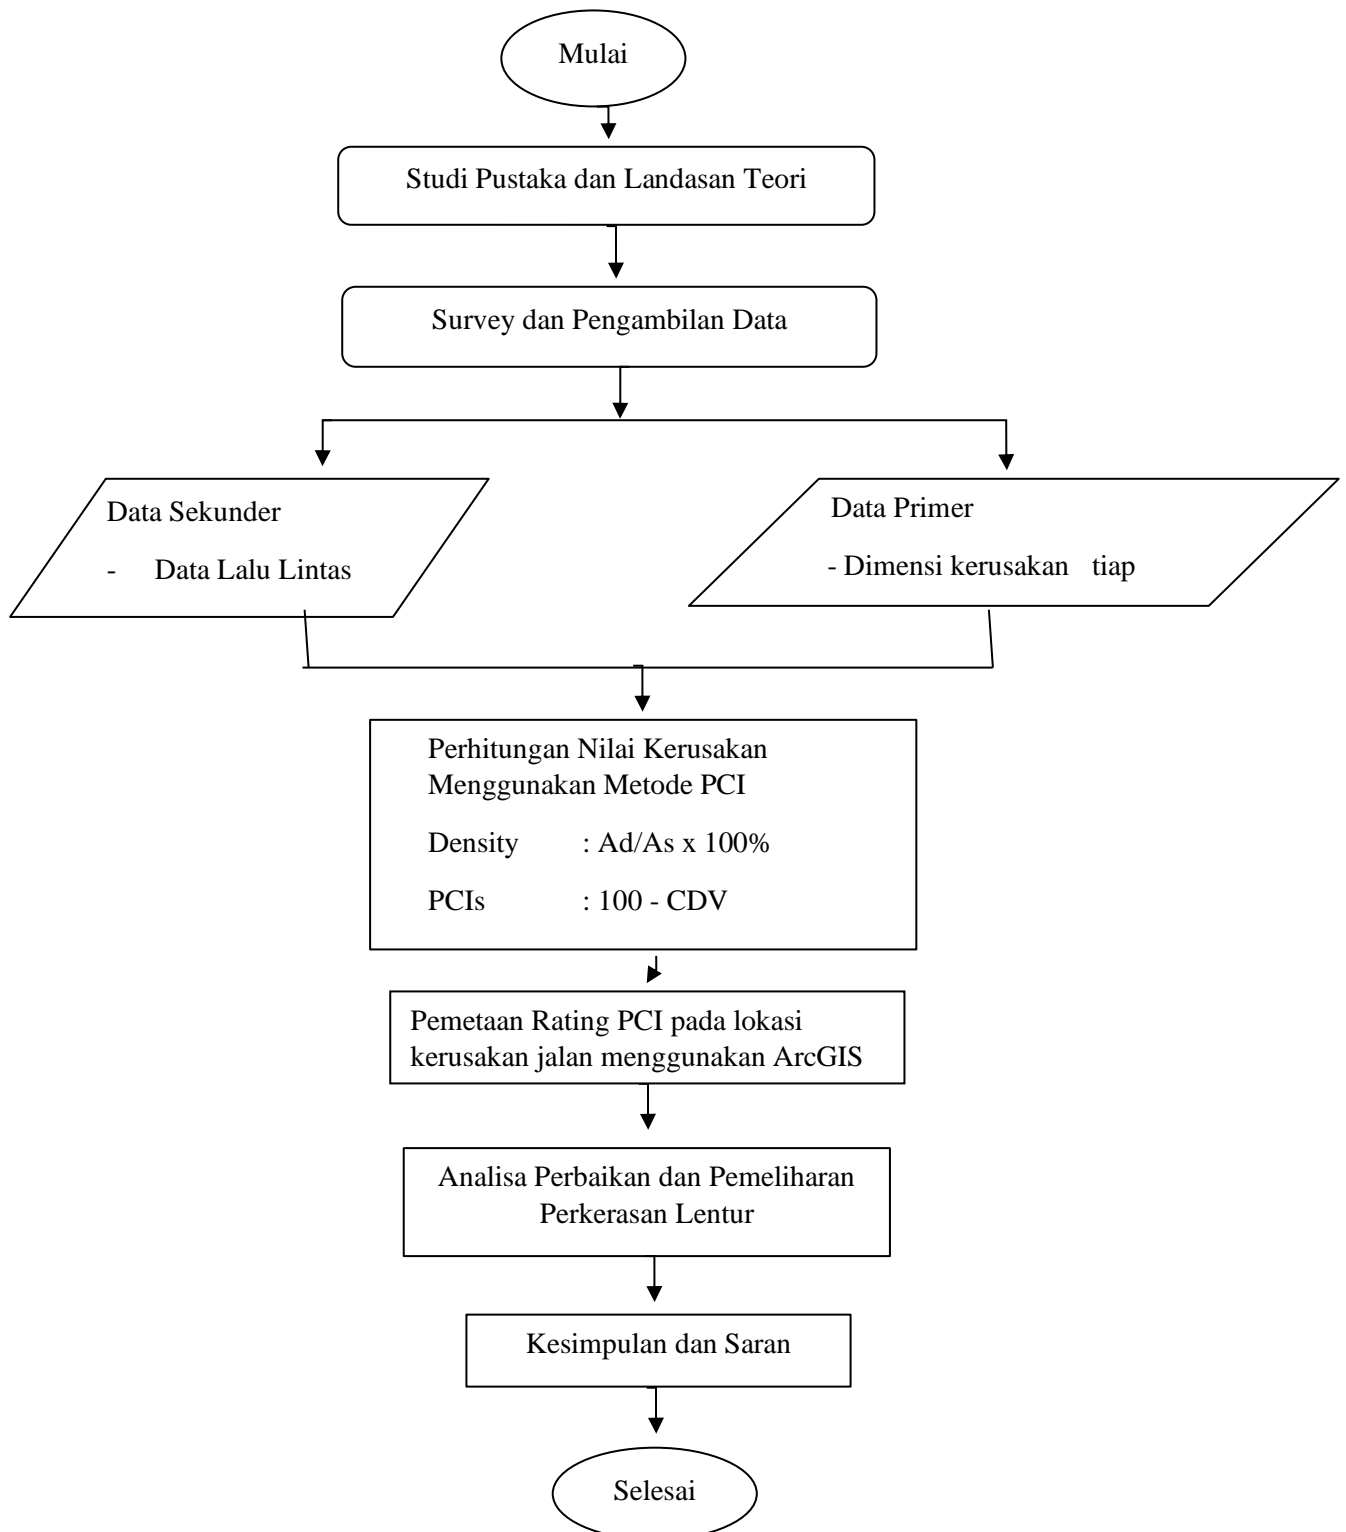 Mulai
Studi Pustaka dan Landasan Teori
Survey dan Pengambilan Data
Data Sekunder
- Data Lalu Lintas
Data Primer
- Dimensi kerusakan tiap
Perhitungan Nilai Kerusakan
Menggunakan Metode PCI
Density : Ad/As x 100%
PCIs : 100 - CDV
Pemetaan Rating PCI pada lokasi
kerusakan jalan menggunakan ArcGIS
Analisa Perbaikan dan Pemeliharan
Perkerasan Lentur
Kesimpulan dan Saran
Selesai